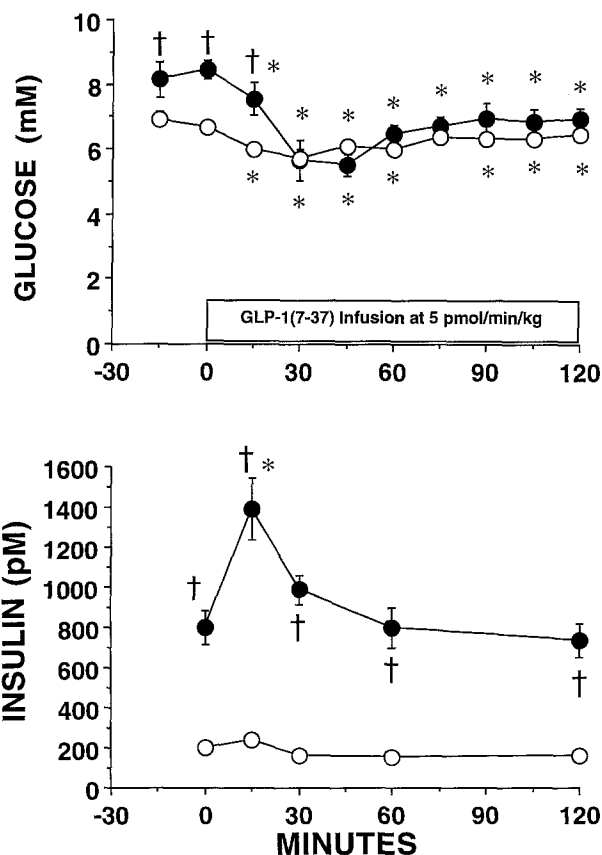 10
† † † *
8
* * * * * * *
6
* * * * * * *
4
2
GLP-1(7-37) Infusion at 5 pmol/min/kg
0
-30 0 30 60 90 120
GLUCOSE (mM)
1600
† *
1400
1200
1000
†
800
†
†
†
600
400
200
0
-30 0 30 60 90 120
INSULIN (pM)
MINUTES